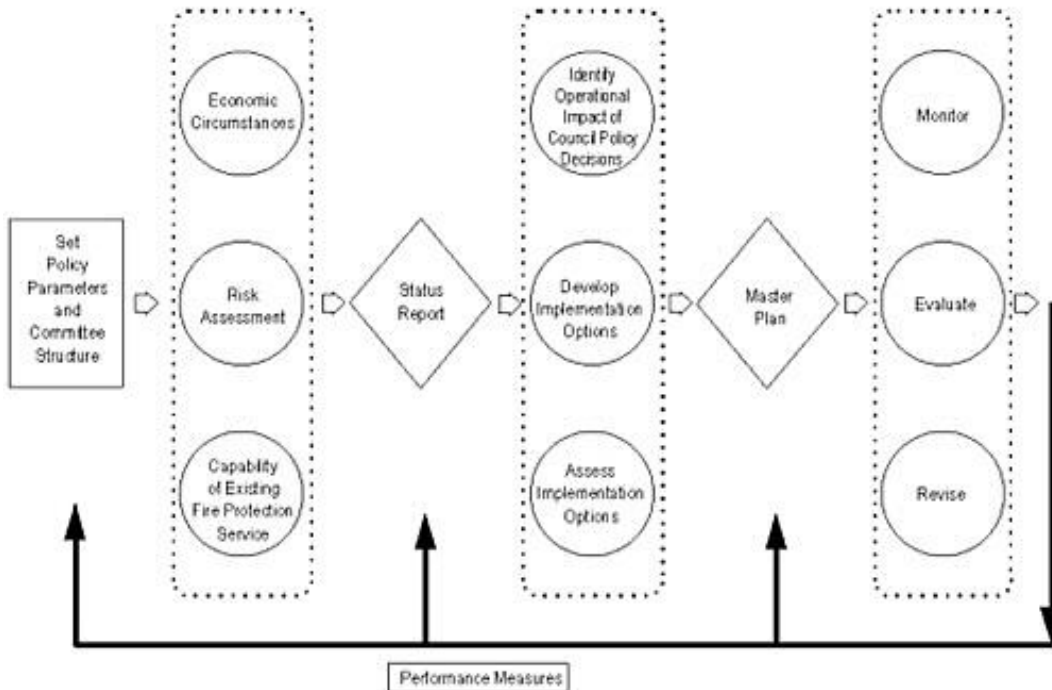 Economic
Circumstances
Identify
Operational
Impact of
Council Policy
Decisions
Monitor
Set
Policy
Parameters
and
Committee
Structure
Risk
Assessment
Status
Report
Develop
Implementation
Options
Master
Plan
Evaluate
Capability
of Existing
Fire Protection
Service
Assess
Implementation
Options
Revise
Performance Measures